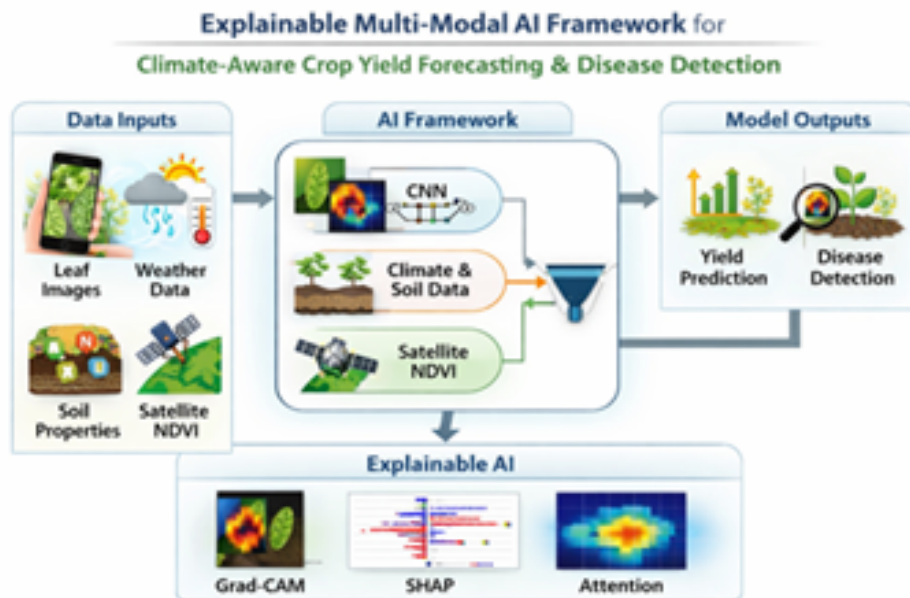 Explainable Multi-Modal AI Framework for
Climate-Aware Crop Yield Forecasting & Disease Detection
Data Inputs
Leaf
Images
Weather
Data
Soil
Properties
Satellite
NDVI
AI Framework
CNN
Climate &
Soil Data
Satellite
NDVI
Model Outputs
Yield
Prediction
Disease
Detection
Explainable AI
Grad-CAM
SHAP
Attention